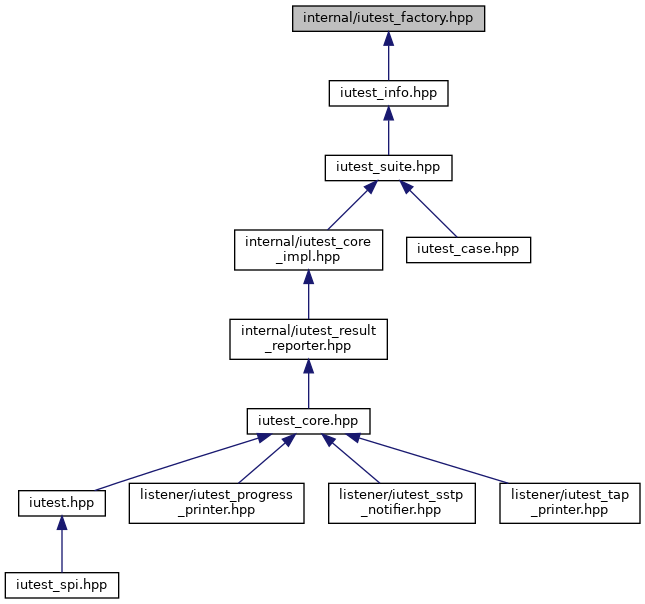 internal/iutest_factory.hpp
iutest_info.hpp
iutest_suite.hpp
internal/iutest_core
_impl.hpp
iutest_case.hpp
internal/iutest_result
_reporter.hpp
iutest_core.hpp
iutest.hpp
listener/iutest_progress
_printer.hpp
listener/iutest_sstp
_notifier.hpp
listener/iutest_tap
_printer.hpp
iutest_spi.hpp